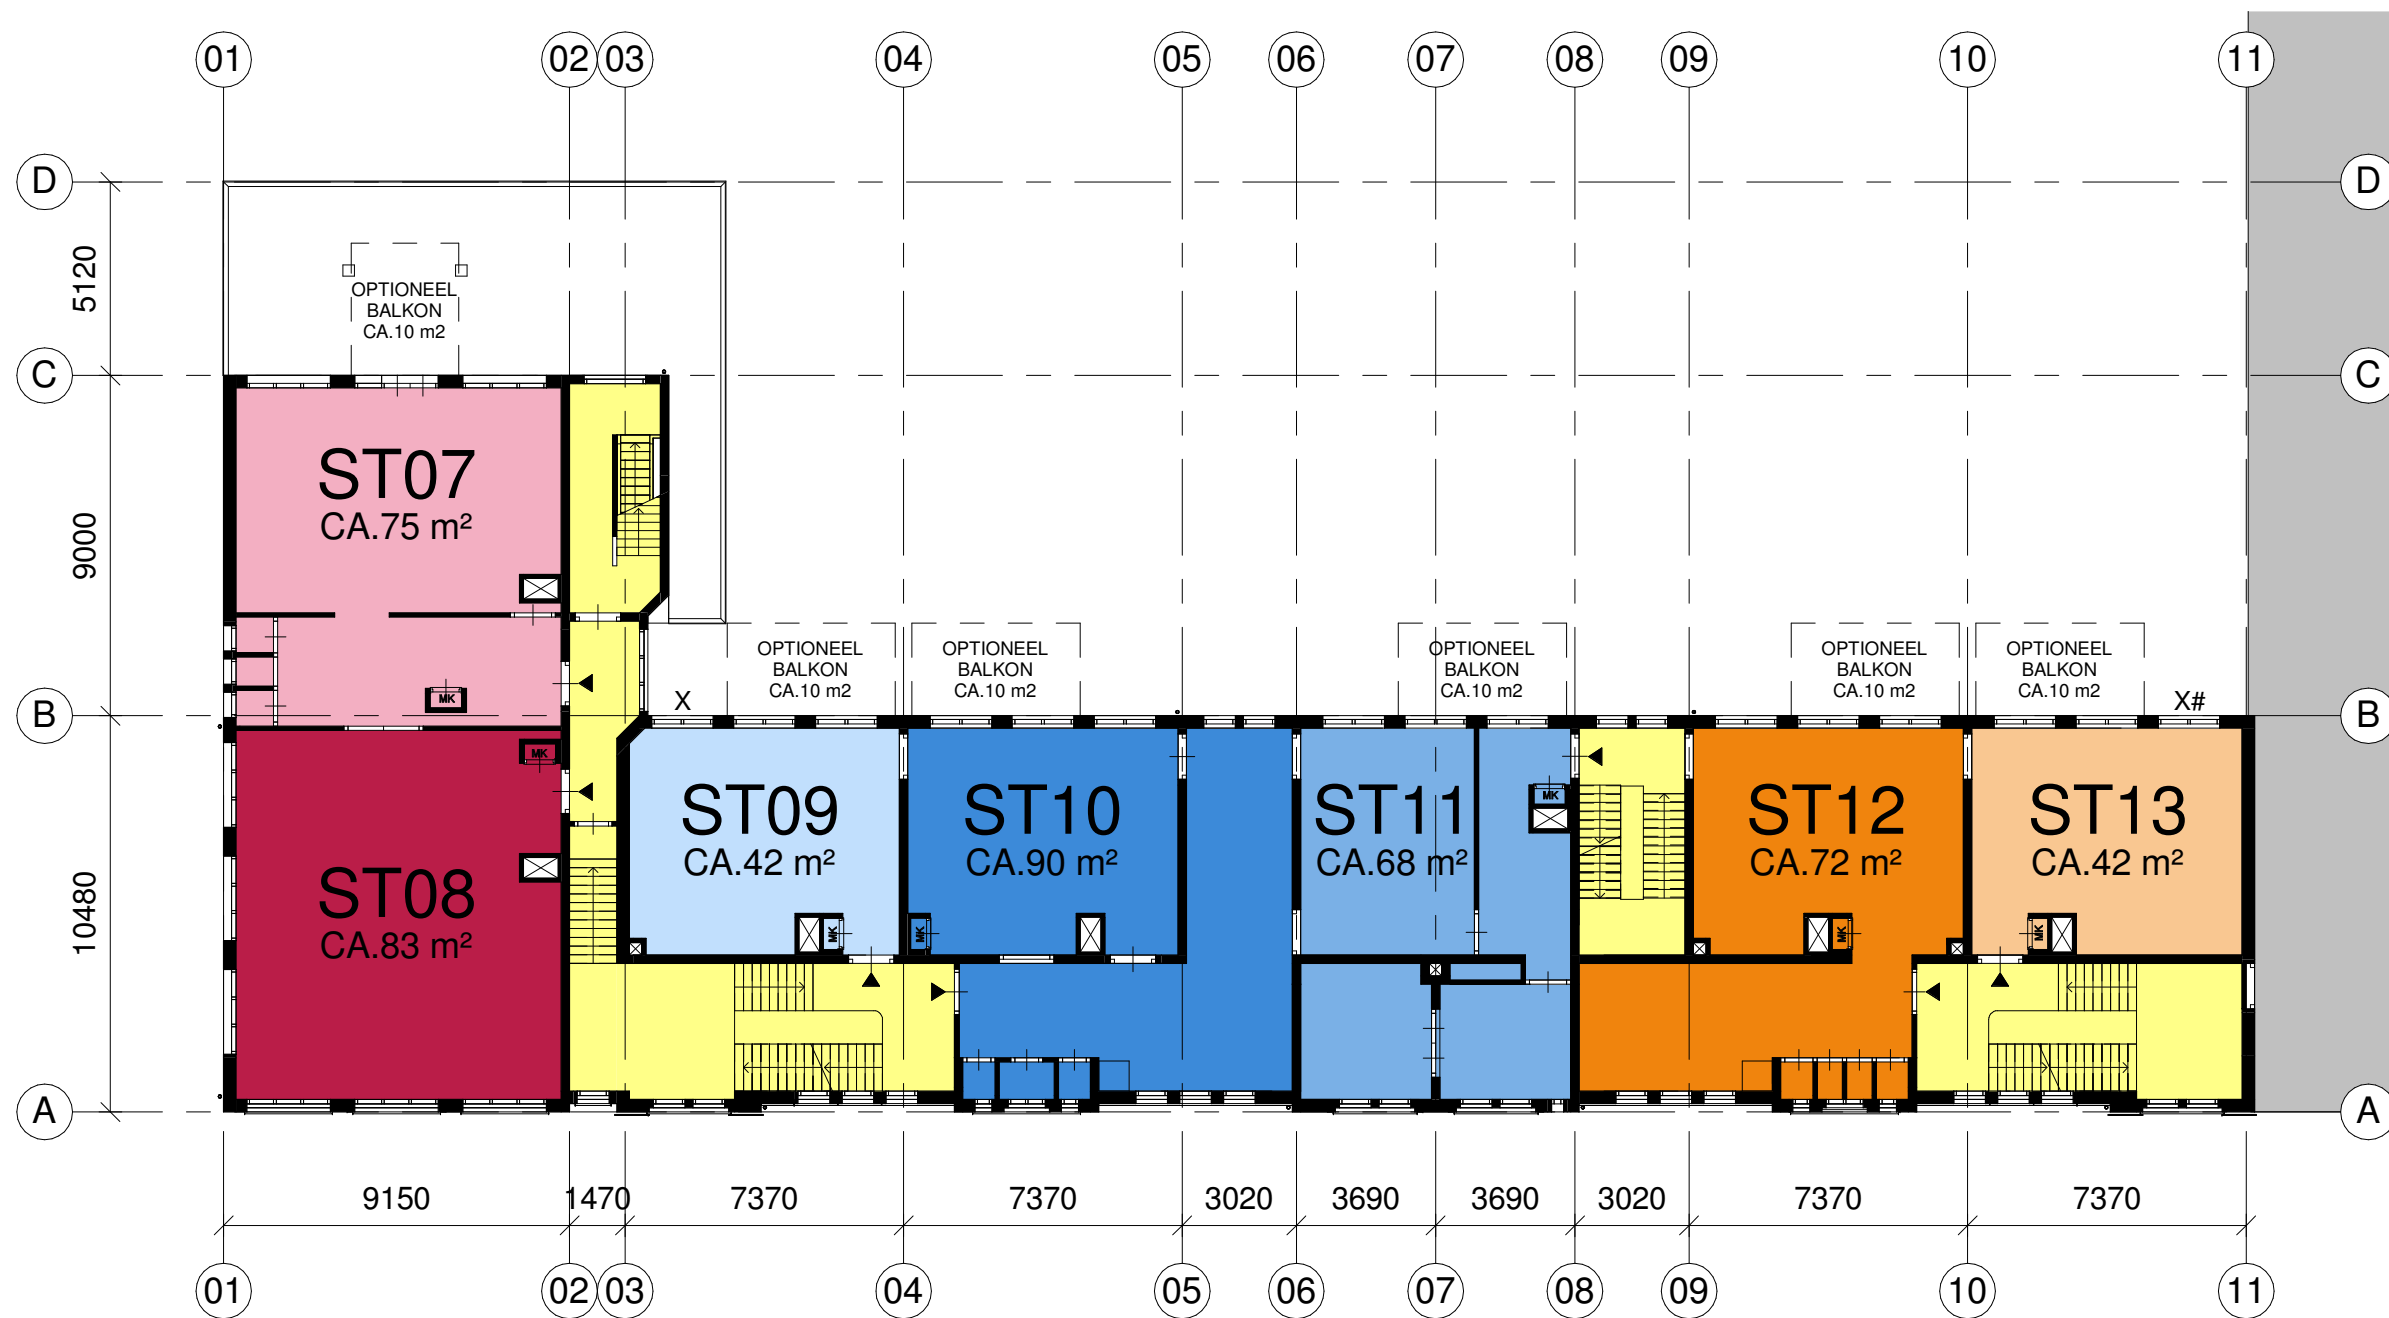 01 02 03 04 05 06 07 08 09 10 11
D D
5120
OPTIONEEL
BALKON
CA.10 m2
C C
9000
ST07
CA.75 m²
OPTIONEEL
BALKON
CA.10 m2
OPTIONEEL
BALKON
CA.10 m2
OPTIONEEL
BALKON
CA.10 m2
OPTIONEEL
BALKON
CA.10 m2
OPTIONEEL
BALKON
CA.10 m2
MK
X
X#
B B
10480
MK
ST08
CA.83 m²
ST09
CA.42 m²
MK
ST10
CA.90 m²
MK
ST11
CA.68 m²
MK
ST12
CA.72 m²
MK
ST13
CA.42 m²
MK
A A
9150 1470 7370 7370 3020 3690 3690 3020 7370 7370
01 02 03 04 05 06 07 08 09 10 11